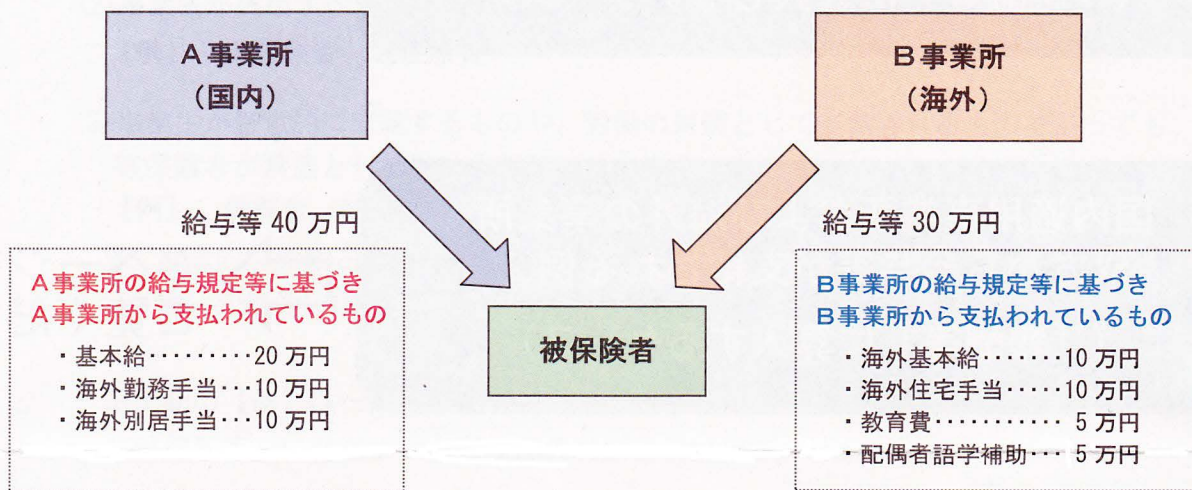 A事業所
(国内)
B事業所
(海外)
給与等 40 万円
給与等 30 万円
A事業所の給与規定等に基づき
A事業所から支払われているもの
・基本給‥‥‥‥‥20 万円
・海外勤務手当…10 万円
・海外別居手当…10 万円
被保険者
B事業所の給与規定等に基づき
B事業所から支払われているもの
・海外基本給‥‥‥·10 万円
・海外住宅手当‥‥·10 万円
・教育費‥‥‥‥‥· 5 万円
・配偶者語学補助… 5 万円